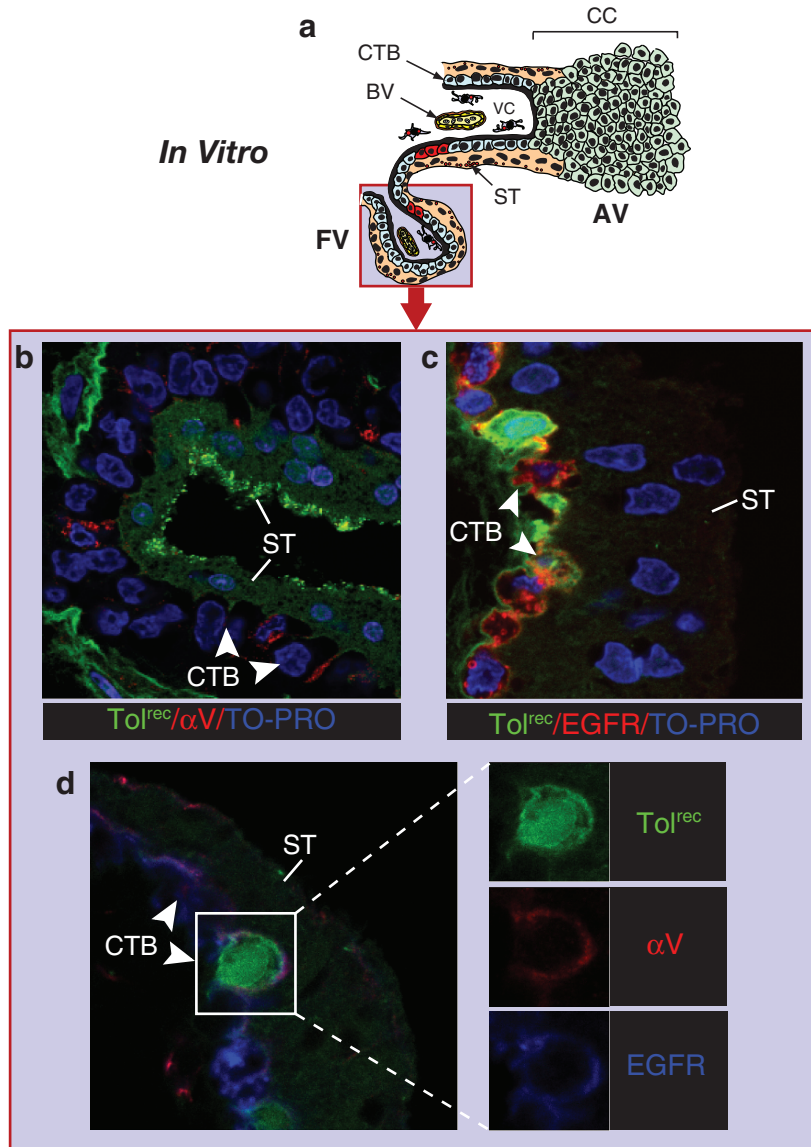 a
CC
CTB
BV
VC
In Vitro
ST
AV
FV
b
ST
CTB
Tolrec/αV/TO-PRO
c
ST
CTB
Tolrec/EGFR/TO-PRO
d
ST
CTB
Tolrec
αV
EGFR